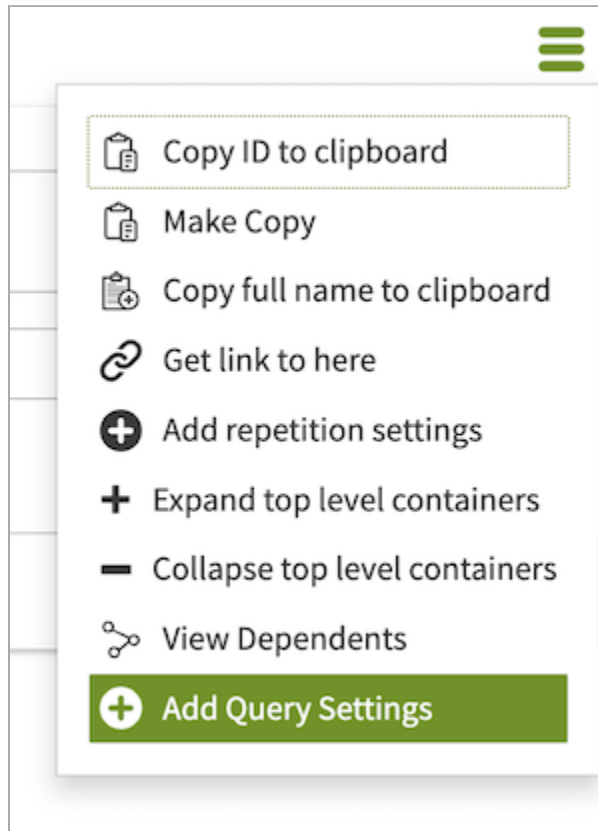 Copy ID to clipboard
Make Copy
Copy full name to clipboard
Get link to here
Add repetition settings
Expand top level containers
Collapse top level containers
View Dependents
Add Query Settings